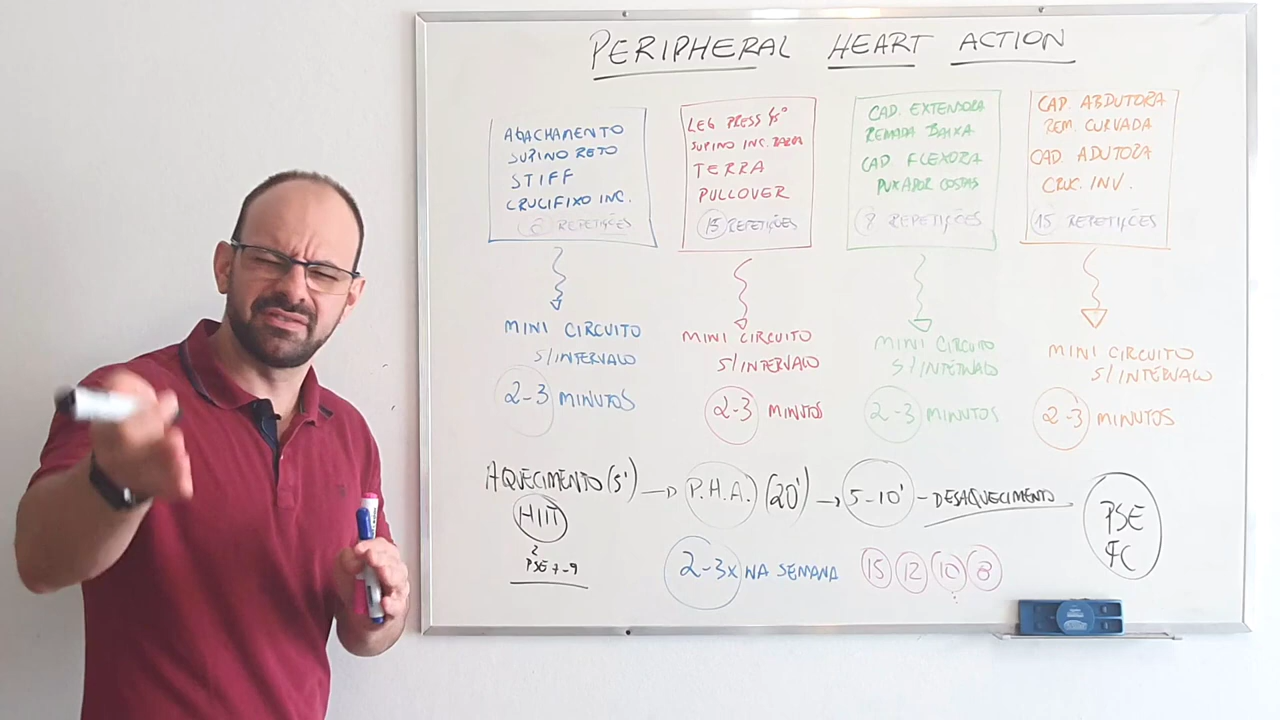 PERIPHERAL HEART ACTION
AGACHAMENTO
SUPINO RETO
STIFF
CRUCIFIXO INC.
REPETIÇÕES
MINI CIRCUITO
S/INTERVALO
2-3 MINUTOS
LEG PRESS 45°
SUPINO INC. BARRA
TERRA
PULLOVER
15 REPETIÇÕES
MINI CIRCUITO
S/INTERVALO
2-3 MINUTOS
CAD. EXTENSORA
REMADA BAIXA
CAD. FLEXORA
PUXADOR COSTAS
8 REPETIÇÕES
MINI CIRCUITO
S/INTERVALO
2-3 MINUTOS
CAD. ABDUTORA
REM. CURVADA
CAD. ADUTORA
CRUC. INV.
15 REPETIÇÕES
MINI CIRCUITO
S/INTERVALO
2-3 MINUTOS
AQUECIMENTO (5') → P.H.A. (20') → 5-10' - DESAQUECIMENTO
HIIT
PSE 7-9
2-3x NA SEMANA
15 12 10 8
PSE
FC